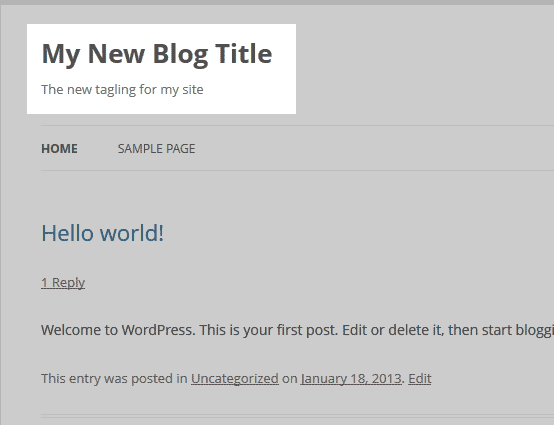 My New Blog Title
The new tagling for my site
HOME SAMPLE PAGE
Hello world!
1 Reply
Welcome to WordPress. This is your first post. Edit or delete it, then start bloggi
This entry was posted in Uncategorized on January 18, 2013. Edit